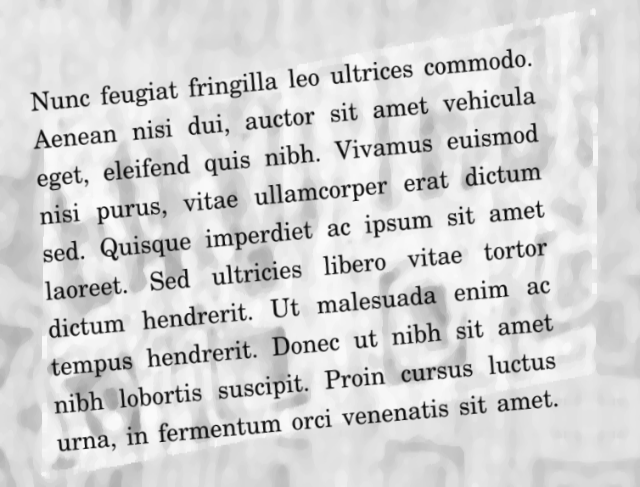 Nunc feugiat fringilla leo ultrices commodo.
Aenean nisi dui, auctor sit amet vehicula
eget, eleifend quis nibh. Vivamus euismod
nisi purus, vitae ullamcorper erat dictum
sed. Quisque imperdiet ac ipsum sit amet
laoreet. Sed ultricies libero vitae tortor
dictum hendrerit. Ut malesuada enim ac
tempus hendrerit. Donec ut nibh sit amet
nibh lobortis suscipit. Proin cursus luctus
urna, in fermentum orci venenatis sit amet.